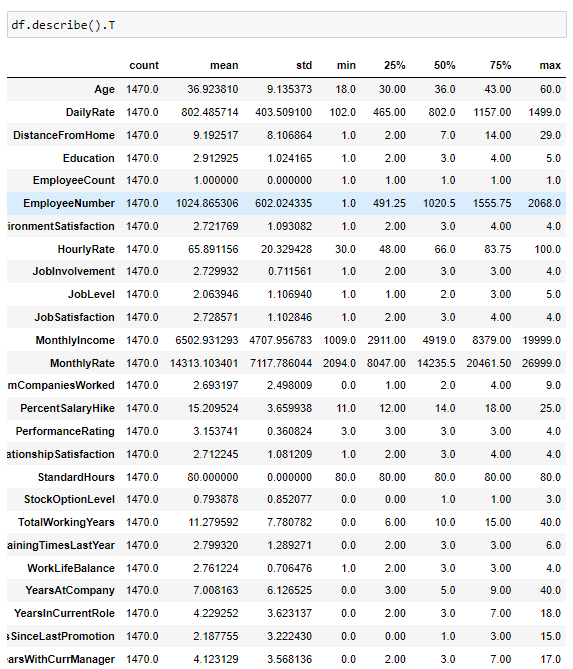 df.describe().T
count mean std min 25% 50% 75% max
Age 1470.0 36.923810 9.135373 18.0 30.00 36.0 43.00 60.0
DailyRate 1470.0 802.485714 403.509100 102.0 465.00 802.0 1157.00 1499.0
DistanceFromHome 1470.0 9.192517 8.106864 1.0 2.00 7.0 14.00 29.0
Education 1470.0 2.912925 1.024165 1.0 2.00 3.0 4.00 5.0
EmployeeCount 1470.0 1.000000 0.000000 1.0 1.00 1.0 1.00 1.0
EmployeeNumber 1470.0 1024.865306 602.024335 1.0 491.25 1020.5 1555.75 2068.0
ironmentSatisfaction 1470.0 2.721769 1.093082 1.0 2.00 3.0 4.00 4.0
HourlyRate 1470.0 65.891156 20.329428 30.0 48.00 66.0 83.75 100.0
JobInvolvement 1470.0 2.729932 0.711561 1.0 2.00 3.0 3.00 4.0
JobLevel 1470.0 2.063946 1.106940 1.0 1.00 2.0 3.00 5.0
JobSatisfaction 1470.0 2.728571 1.102846 1.0 2.00 3.0 4.00 4.0
MonthlyIncome 1470.0 6502.931293 4707.956783 1009.0 2911.00 4919.0 8379.00 19999.0
MonthlyRate 1470.0 14313.103401 7117.786044 2094.0 8047.00 14235.5 20461.50 26999.0
mCompaniesWorked 1470.0 2.693197 2.498009 0.0 1.00 2.0 4.00 9.0
PercentSalaryHike 1470.0 15.209524 3.659938 11.0 12.00 14.0 18.00 25.0
PerformanceRating 1470.0 3.153741 0.360824 3.0 3.00 3.0 3.00 4.0
ationshipSatisfaction 1470.0 2.712245 1.081209 1.0 2.00 3.0 4.00 4.0
StandardHours 1470.0 80.000000 0.000000 80.0 80.00 80.0 80.00 80.0
StockOptionLevel 1470.0 0.793878 0.852077 0.0 0.00 1.0 1.00 3.0
TotalWorkingYears 1470.0 11.279592 7.780782 0.0 6.00 10.0 15.00 40.0
ainingTimesLastYear 1470.0 2.799320 1.289271 0.0 2.00 3.0 3.00 6.0
WorkLifeBalance 1470.0 2.761224 0.706476 1.0 2.00 3.0 3.00 4.0
YearsAtCompany 1470.0 7.008163 6.126525 0.0 3.00 5.0 9.00 40.0
YearsInCurrentRole 1470.0 4.229252 3.623137 0.0 2.00 3.0 7.00 18.0
sSinceLastPromotion 1470.0 2.187755 3.222430 0.0 0.00 1.0 3.00 15.0
arsWithCurrManager 1470.0 4.123129 3.568136 0.0 2.00 3.0 7.00 17.0